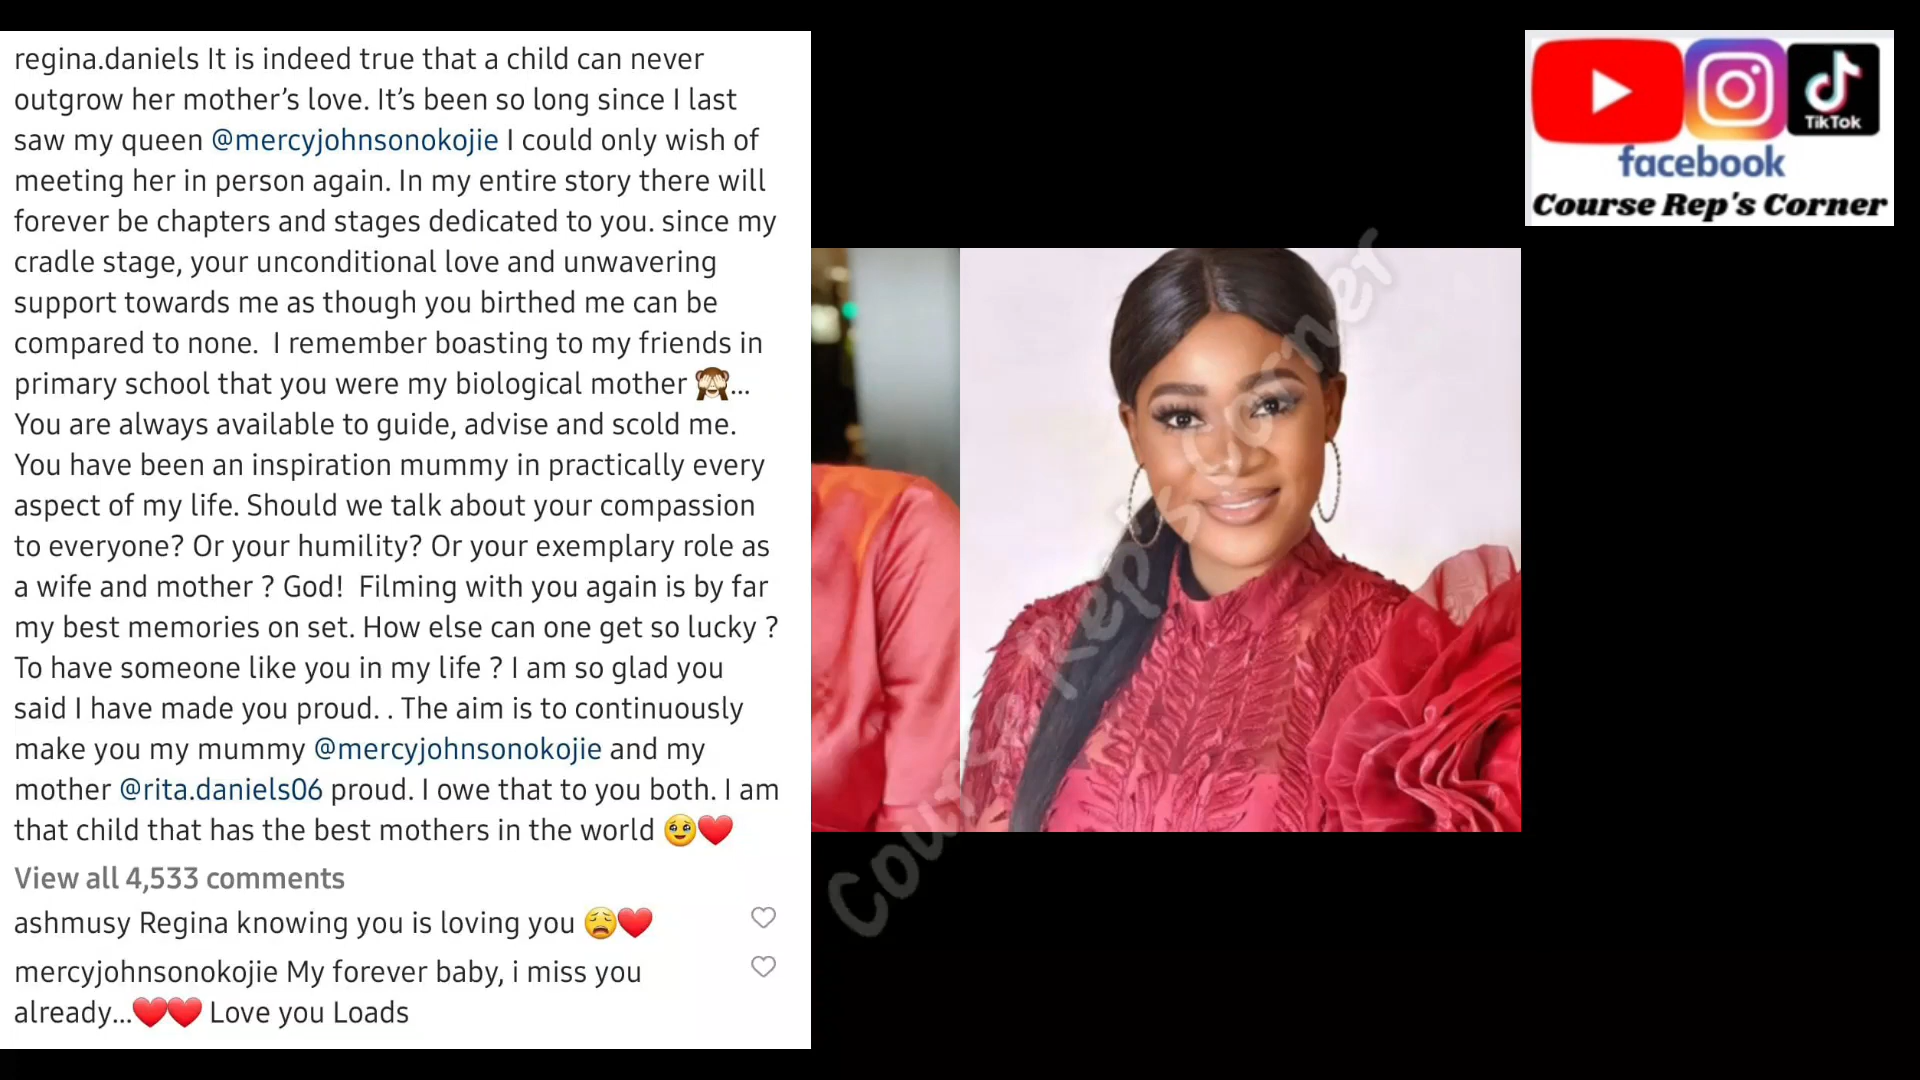 regina.daniels It is indeed true that a child can never
outgrow her mother’s love. It’s been so long since I last
saw my queen @mercyjohnsonokojie I could only wish of
meeting her in person again. In my entire story there will
forever be chapters and stages dedicated to you. since my
cradle stage, your unconditional love and unwavering
support towards me as though you birthed me can be
compared to none.  I remember boasting to my friends in
primary school that you were my biological mother 🙈...
You are always available to guide, advise and scold me.
You have been an inspiration mummy in practically every
aspect of my life. Should we talk about your compassion
to everyone? Or your humility? Or your exemplary role as
a wife and mother ? God!  Filming with you again is by far
my best memories on set. How else can one get so lucky ?
To have someone like you in my life ? I am so glad you
said I have made you proud. . The aim is to continuously
make you my mummy @mercyjohnsonokojie and my
mother @rita.daniels06 proud. I owe that to you both. I am
that child that has the best mothers in the world 🥹❤️
View all 4,533 comments
ashmusy Regina knowing you is loving you 😩❤️
mercyjohnsonokojie My forever baby, i miss you
already...❤️❤️ Love you Loads
TikTok
facebook
Course Rep's Corner
Course Rep's Corner